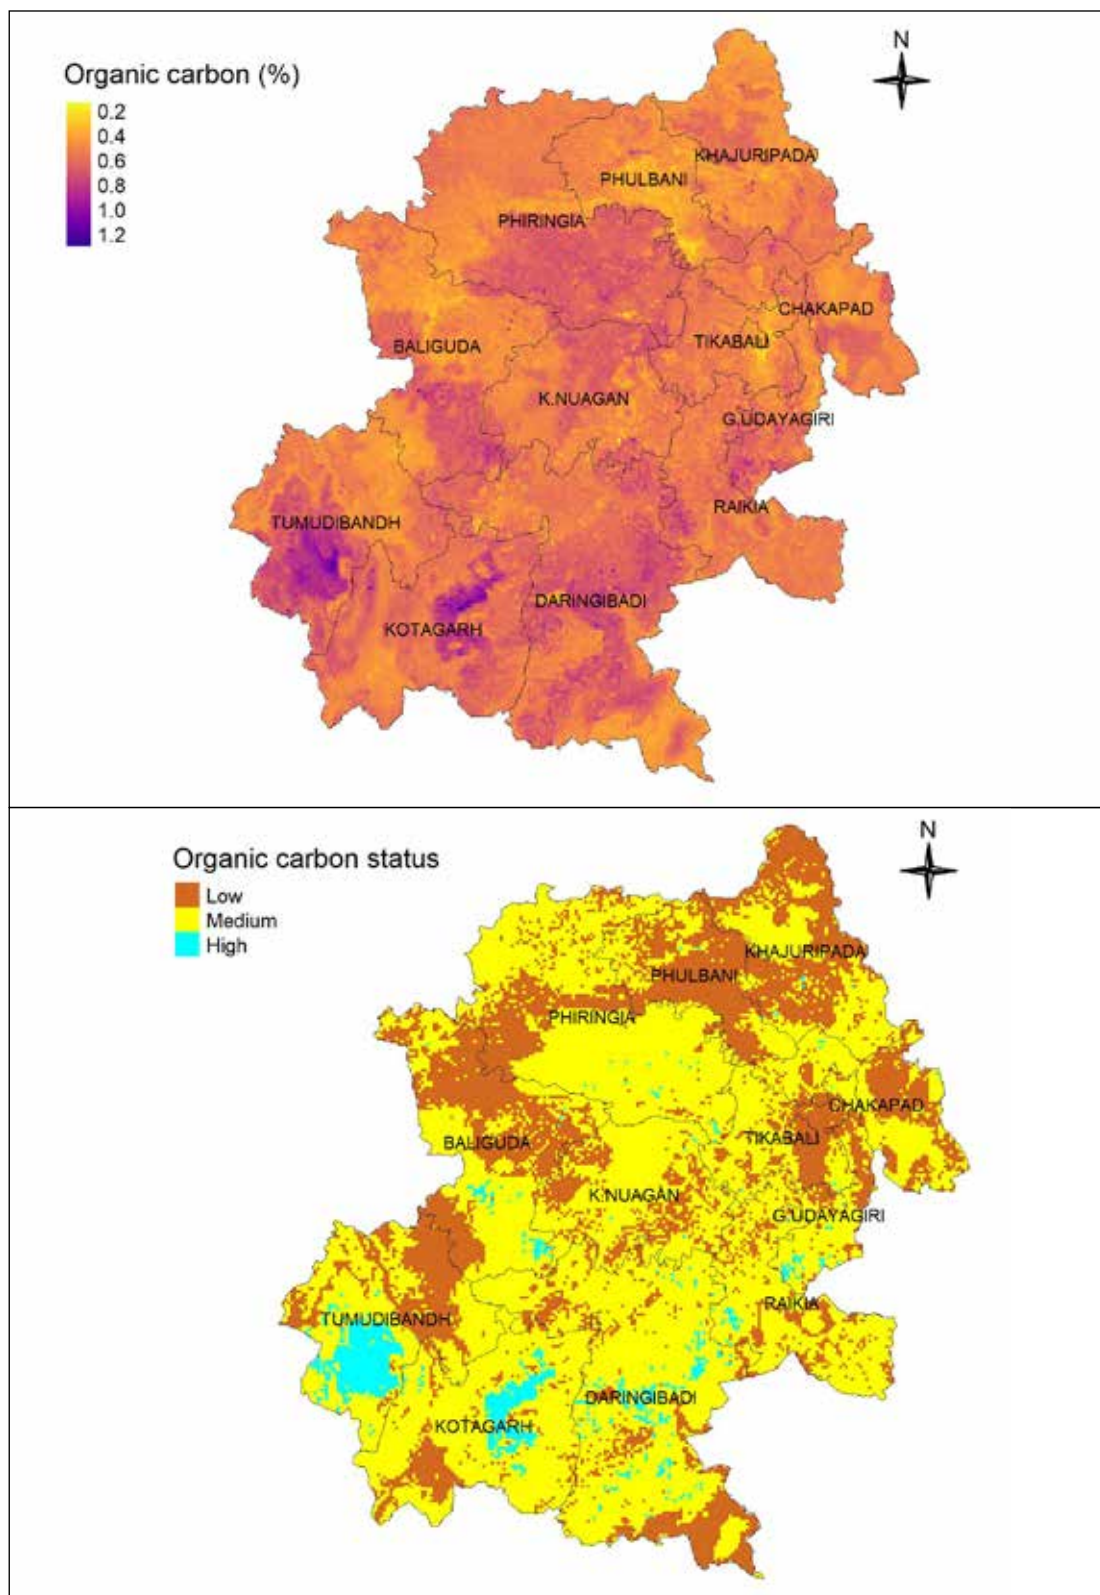 N
Organic carbon (%)
0.2
0.4
0.6
0.8
1.0
1.2
KHAJURIPADA
PHULBANI
PHIRINGIA
CHAKAPAD
TIKABALI
BALIGUDA
K.NUAGAN
G.UDAYAGIRI
RAIKIA
TUMUDIBANDH
DARINGIBADI
KOTAGARH
N
Organic carbon status
Low
Medium
High
KHAJURIPADA
PHULBANI
PHIRINGIA
CHAKAPAD
TIKABALI
BALIGUDA
K.NUAGAN
G.UDAYAGIRI
RAIKIA
TUMUDIBANDH
DARINGIBADI
KOTAGARH